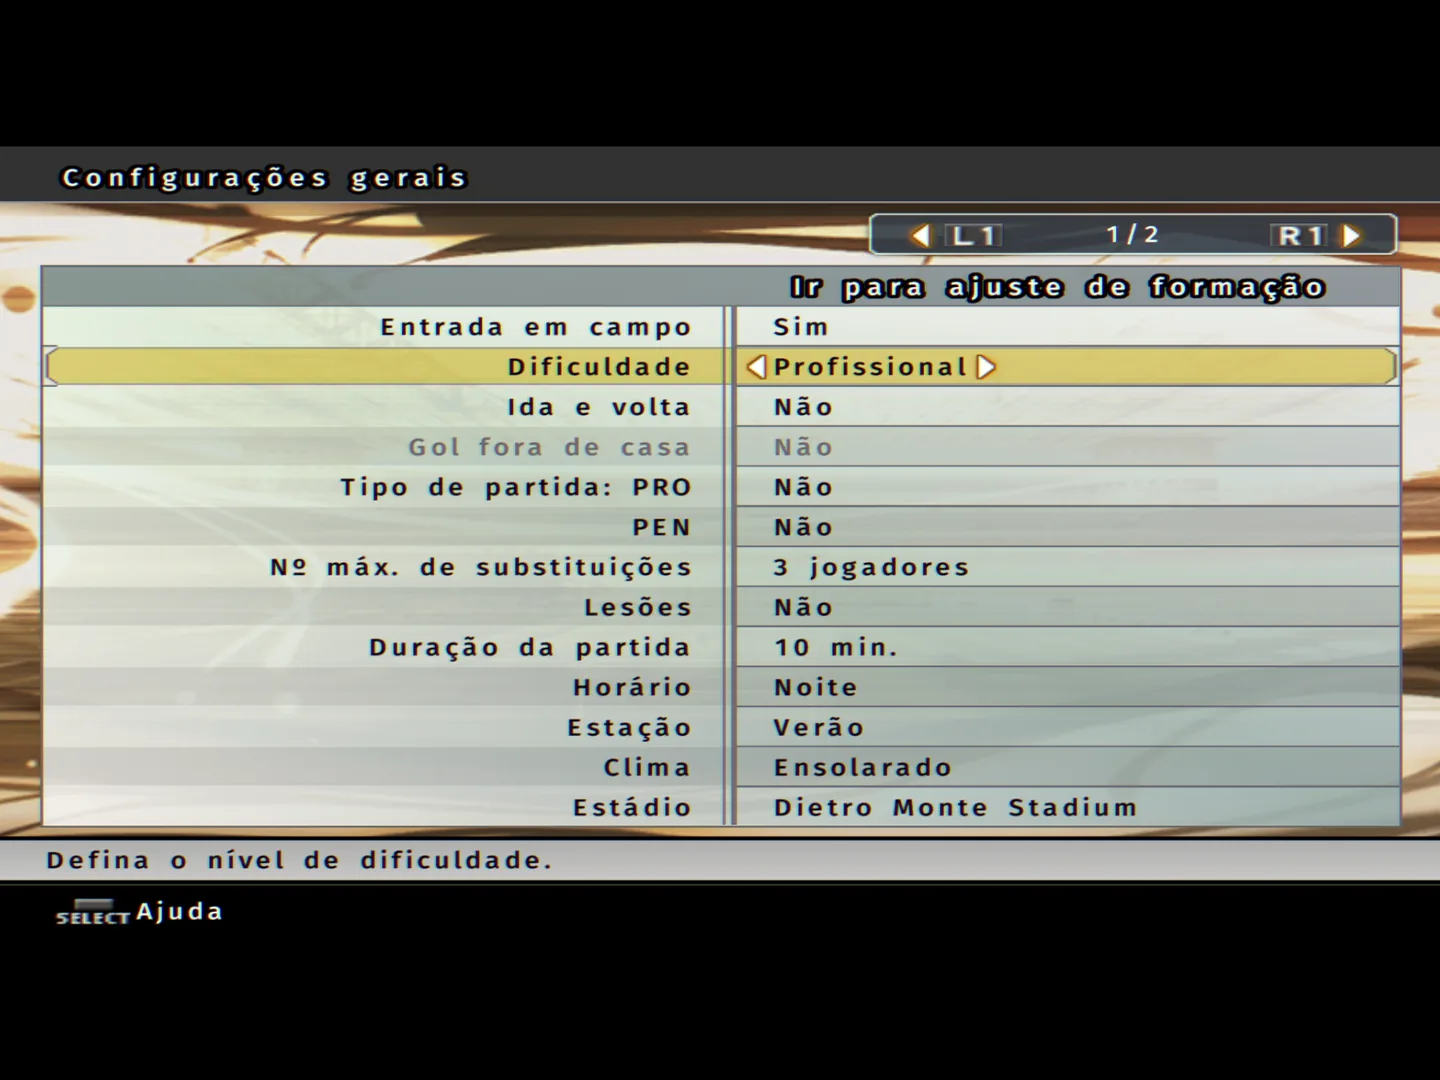 Configurações gerais
L1 1/2 R1
Ir para ajuste de formação
Entrada em campo Sim
Dificuldade Profissional
Ida e volta Não
Gol fora de casa Não
Tipo de partida: PRO Não
PEN Não
Nº máx. de substituições 3 jogadores
Lesões Não
Duração da partida 10 min.
Horário Noite
Estação Verão
Clima Ensolarado
Estádio Dietro Monte Stadium
Defina o nível de dificuldade.
SELECT Ajuda